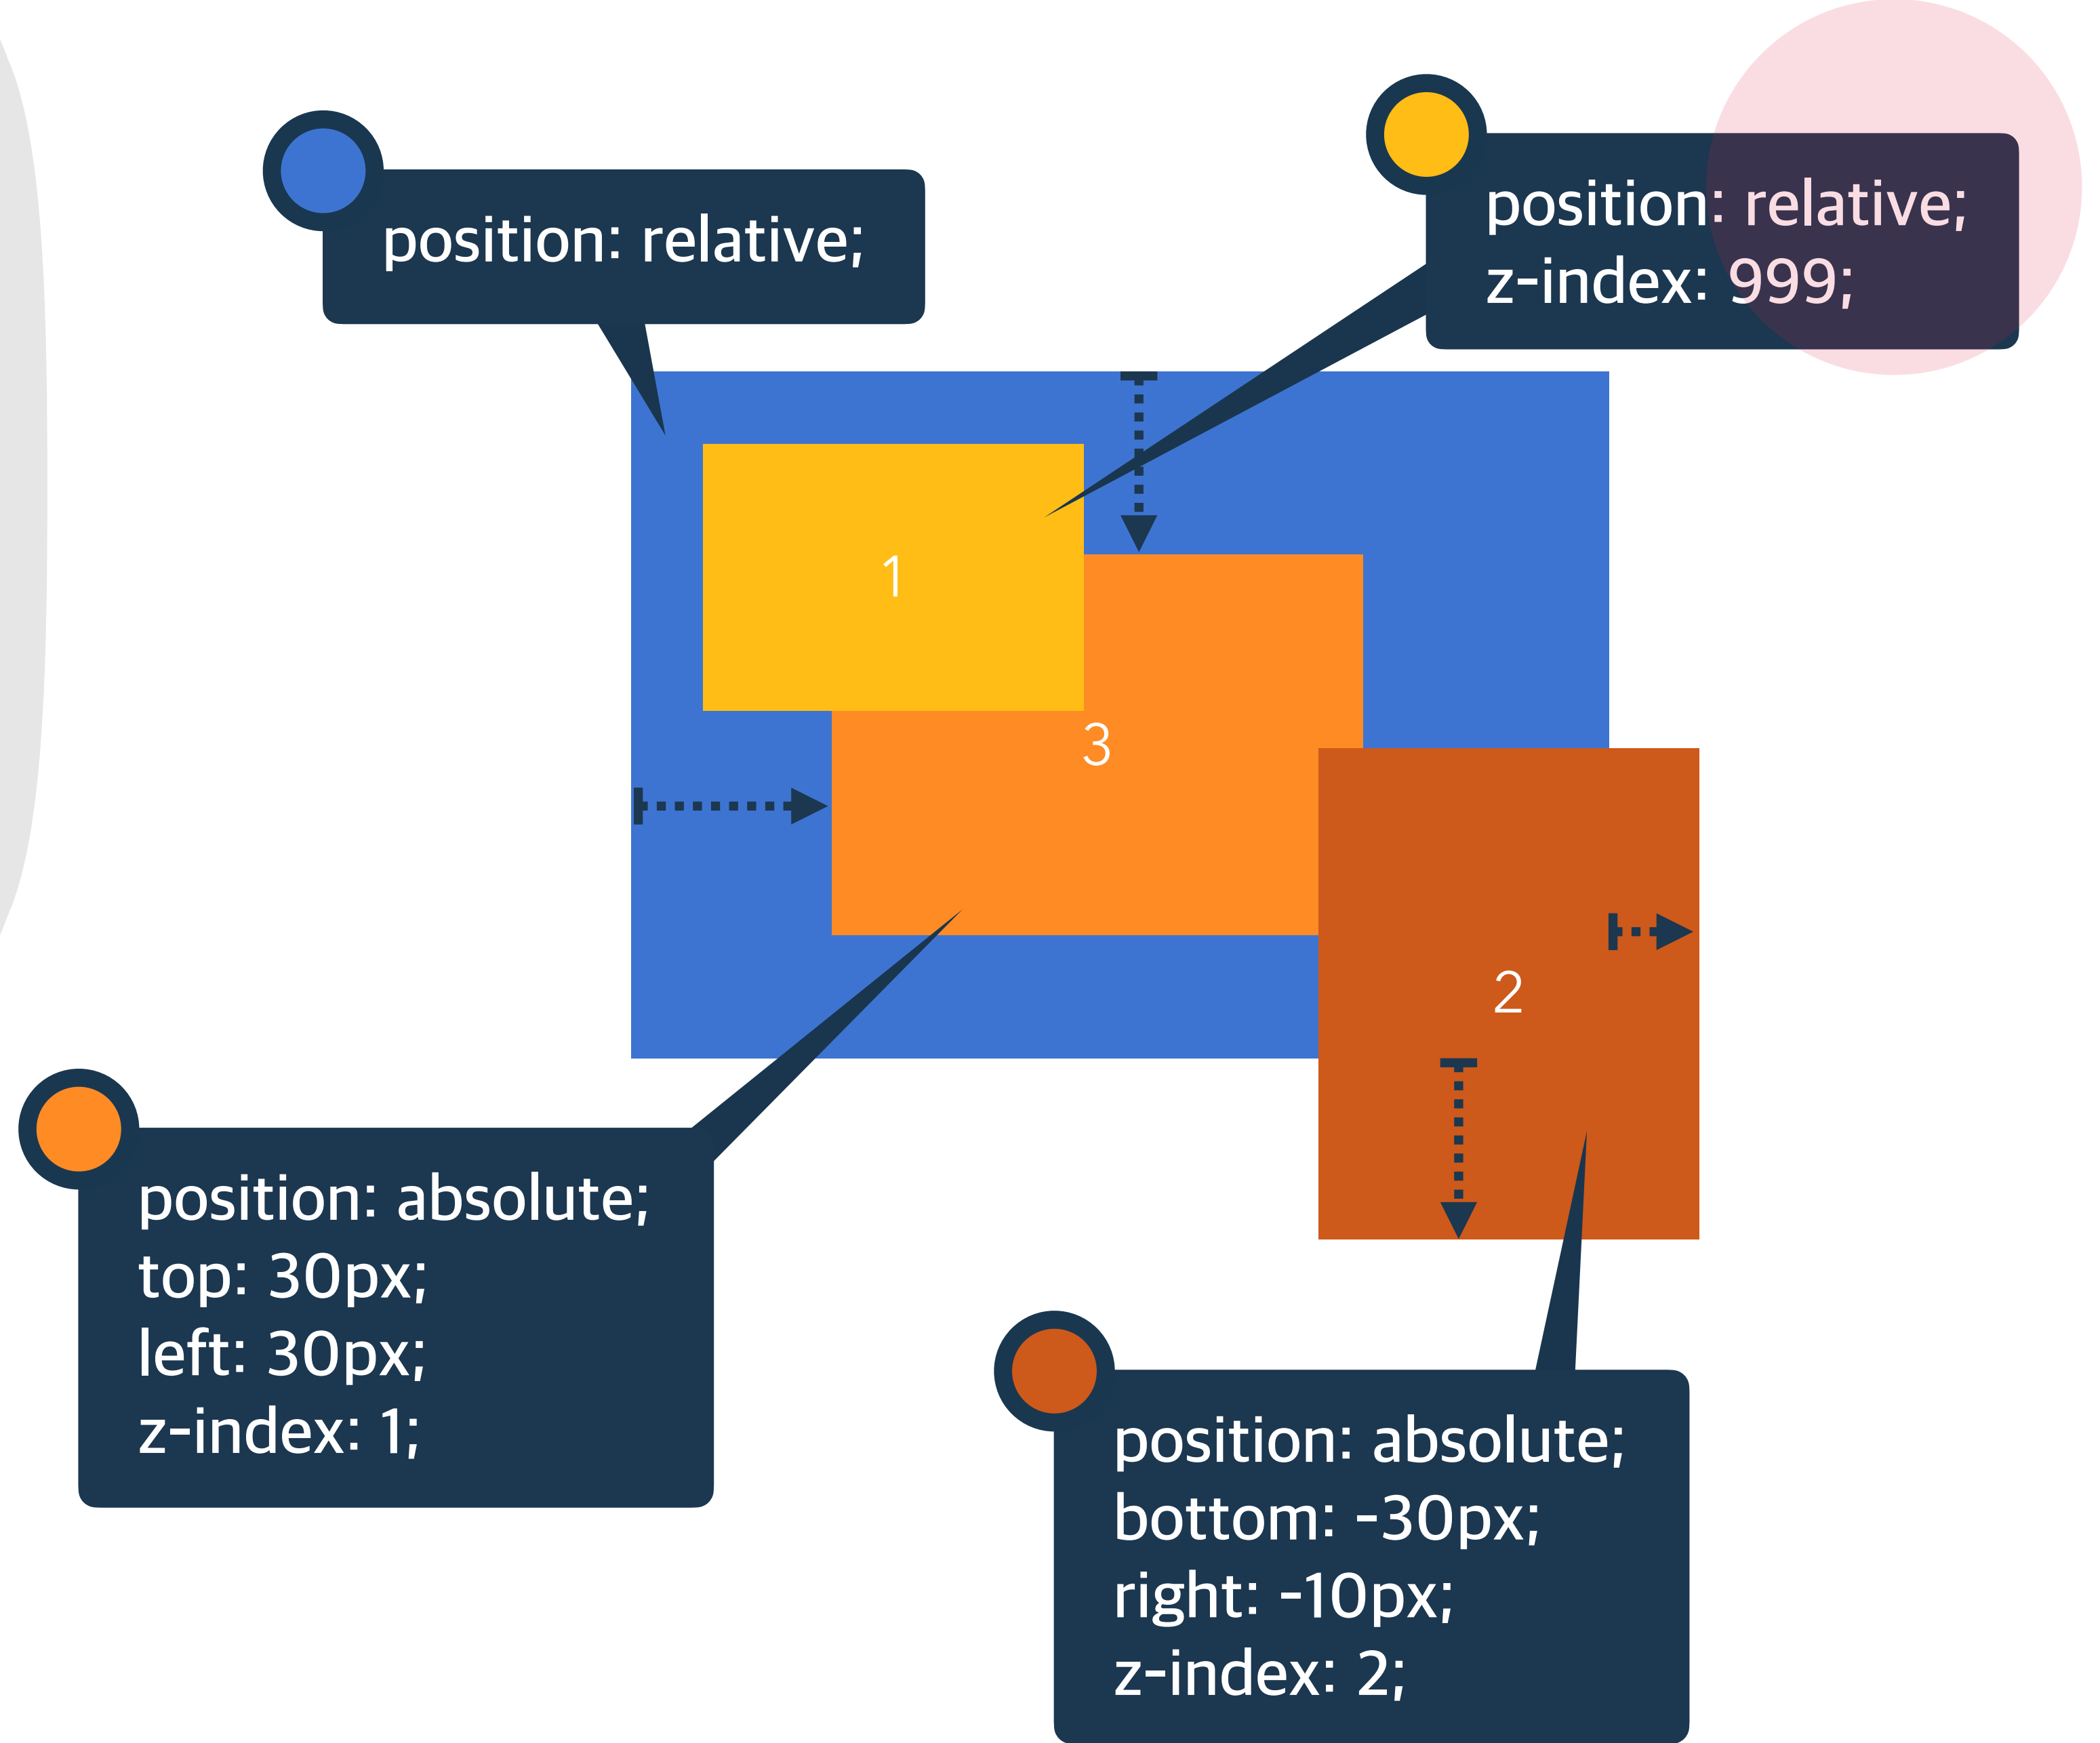 position: relative;
position: relative;
z-index: 999;
1
3
2
position: absolute;
top: 30px;
left: 30px;
z-index: 1;
position: absolute;
bottom: -30px;
right: -10px;
z-index: 2;